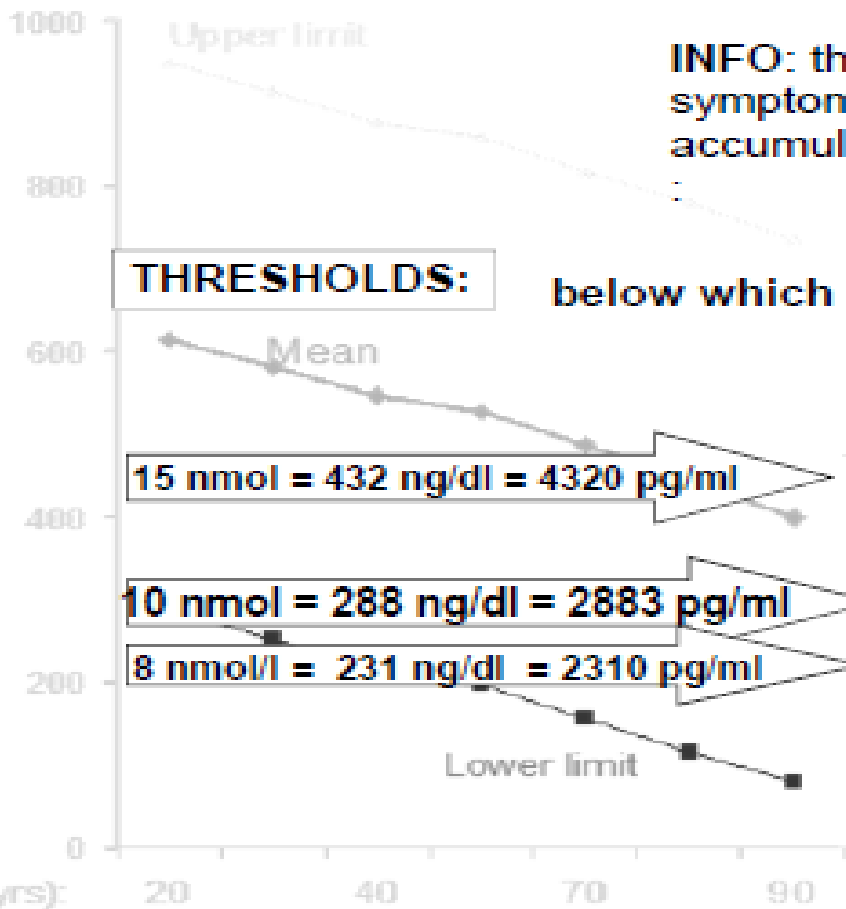 1000
Upper limit
INFO: th
symptom
accumul
:
800
THRESHOLDS:
below which
600
Mean
15 nmol = 432 ng/dl = 4320 pg/ml
400
10 nmol = 288 ng/dl = 2883 pg/ml
8 nmol/l = 231 ng/dl = 2310 pg/ml
200
Lower limit
0
yrs): 20 40 70 90